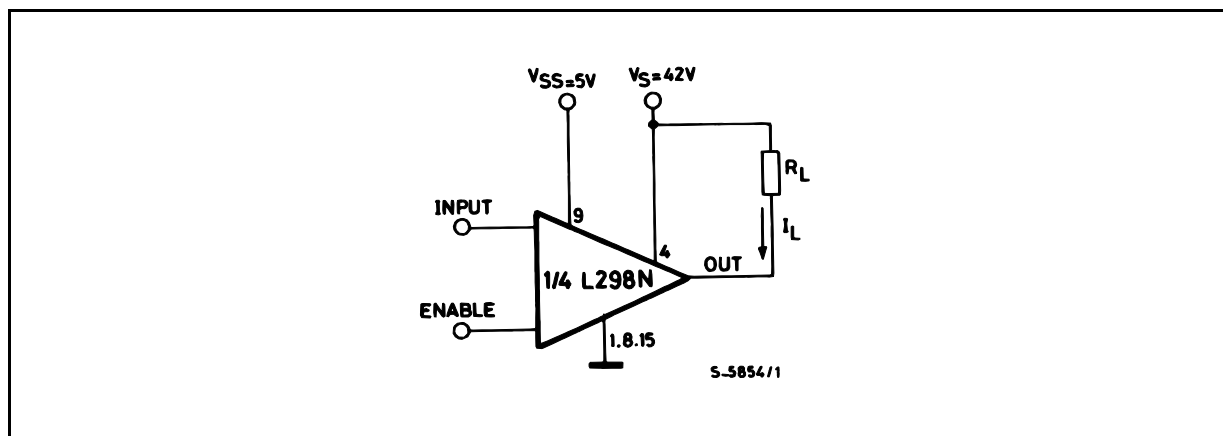 VSS=5V
VS=42V
RL
INPUT
9
IL
4
OUT
1/4 L298N
ENABLE
1.8.15
S-5854/1